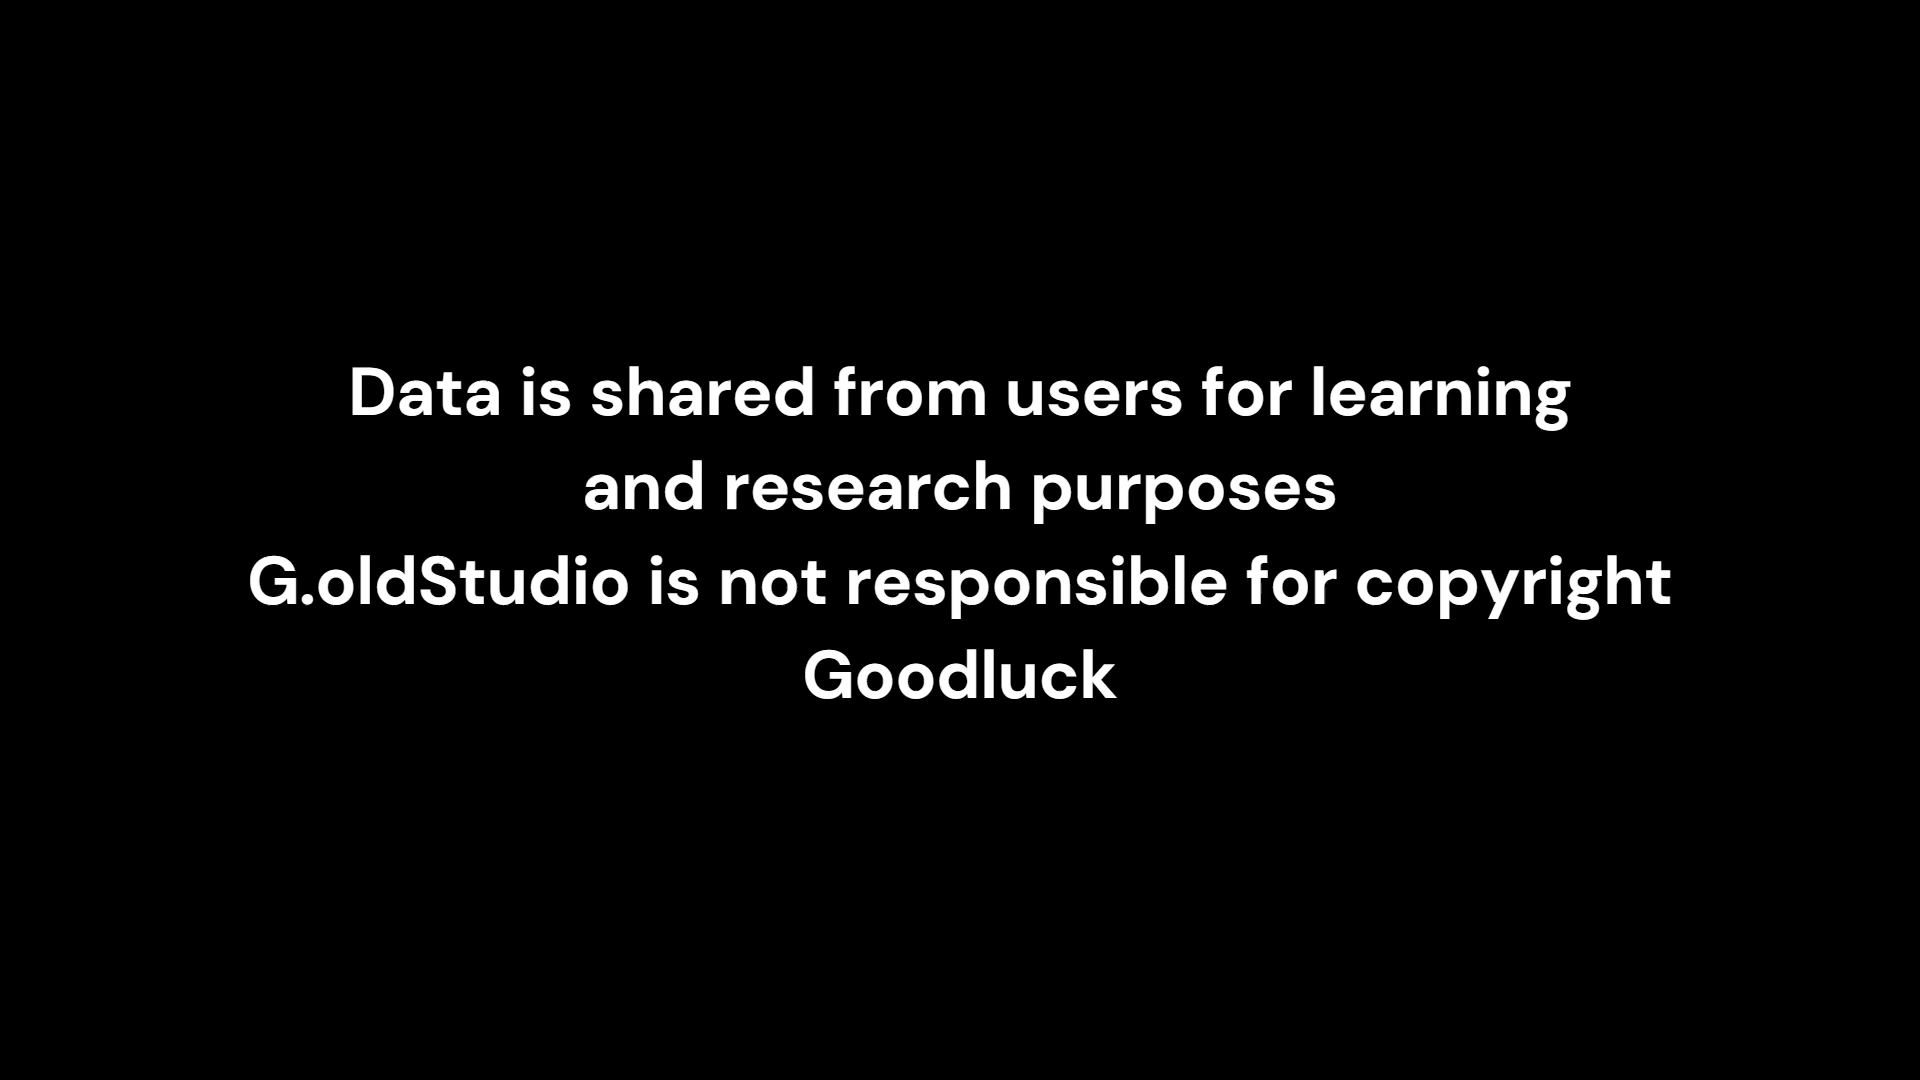 Data is shared from users for learning
and research purposes
G.oldStudio is not responsible for copyright
Goodluck